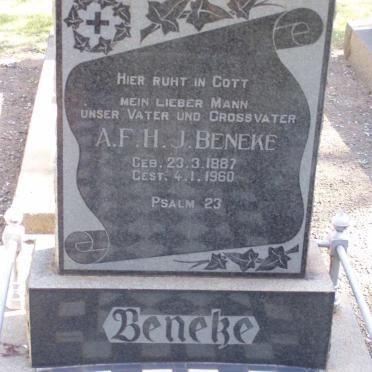 HIER RUHT IN GOTT
MEIN LIEBER MANN
UNSER VATER UND GROSSVATER
A.F.H.J. BENEKE
GEB. 23.3.1887
GEST. 4.1.1960
PSALM 23
Beneke